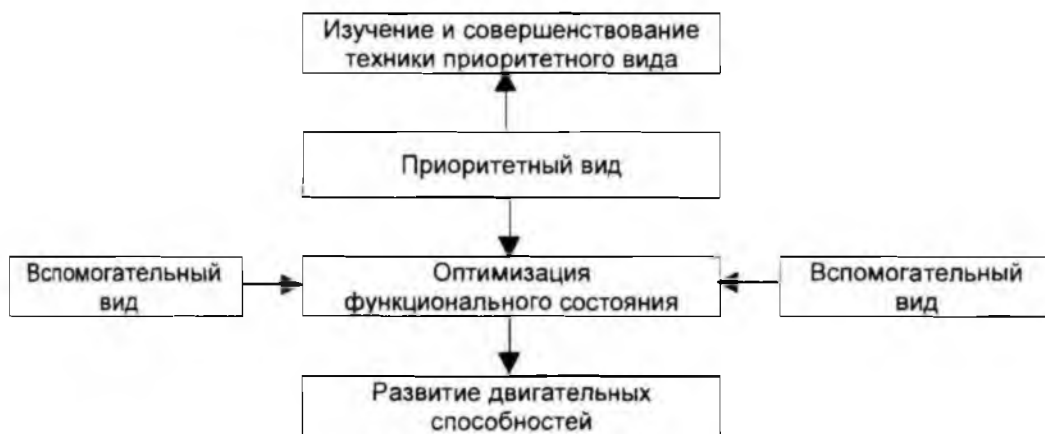 Изучение и совершенствование
техники приоритетного вида
Приоритетный вид
Вспомогательный
вид
Оптимизация
функционального состояния
Вспомогательный
вид
Развитие двигательных
способностей